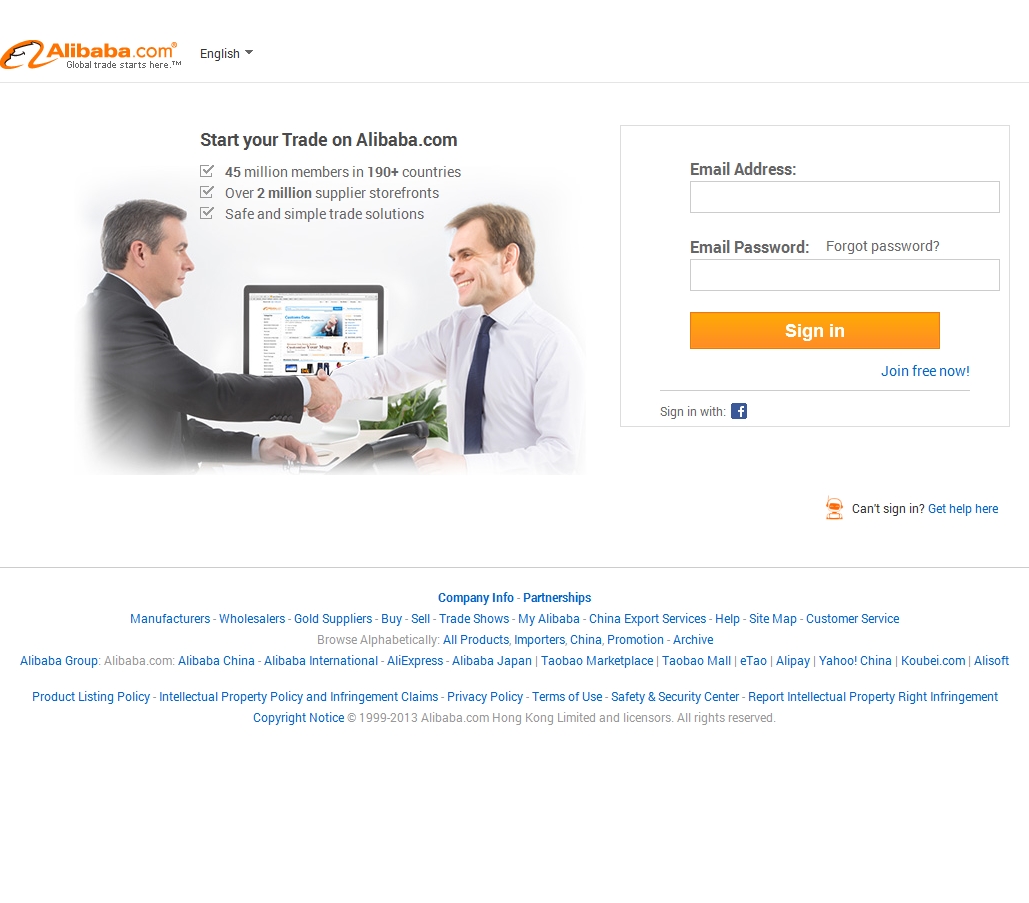 Alibaba.com®
Global trade starts here.™
English
Start your Trade on Alibaba.com
45 million members in 190+ countries
Over 2 million supplier storefronts
Safe and simple trade solutions
Email Address:
Email Password: Forgot password?
Sign in
Join free now!
Sign in with:
Can't sign in? Get help here
Company Info - Partnerships
Manufacturers - Wholesalers - Gold Suppliers - Buy - Sell - Trade Shows - My Alibaba - China Export Services - Help - Site Map - Customer Service
Browse Alphabetically: All Products, Importers, China, Promotion - Archive
Alibaba Group: Alibaba.com: Alibaba China - Alibaba International - AliExpress - Alibaba Japan | Taobao Marketplace | Taobao Mall | eTao | Alipay | Yahoo! China | Koubei.com | Alisoft
Product Listing Policy - Intellectual Property Policy and Infringement Claims - Privacy Policy - Terms of Use - Safety & Security Center - Report Intellectual Property Right Infringement
Copyright Notice © 1999-2013 Alibaba.com Hong Kong Limited and licensors. All rights reserved.